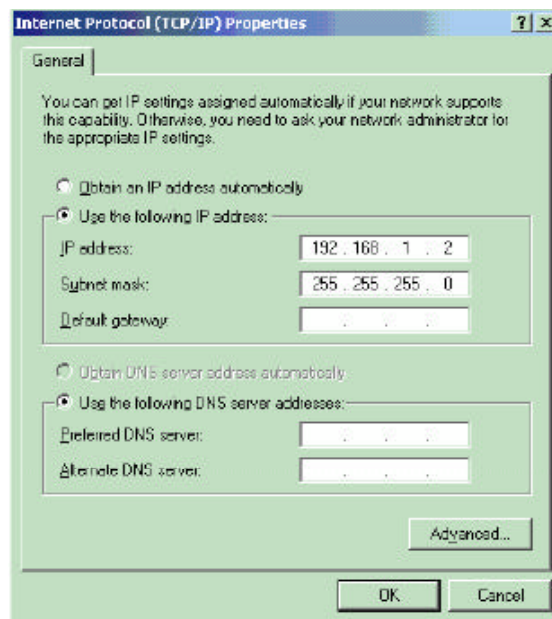 Internet Protocol (TCP/IP) Properties
General
You can get IP settings assigned automatically if your network supports
this capability. Otherwise, you need to ask your network administrator for
the appropriate IP settings.
Obtain an IP address automatically
Use the following IP address:
IP address: 192 . 168 . 1 . 2
Subnet mask: 255 . 255 . 255 . 0
Default gateway: . . .
Obtain DNS server address automatically
Use the following DNS server addresses:
Preferred DNS server: . . .
Alternate DNS server: . . .
Advanced...
OK Cancel